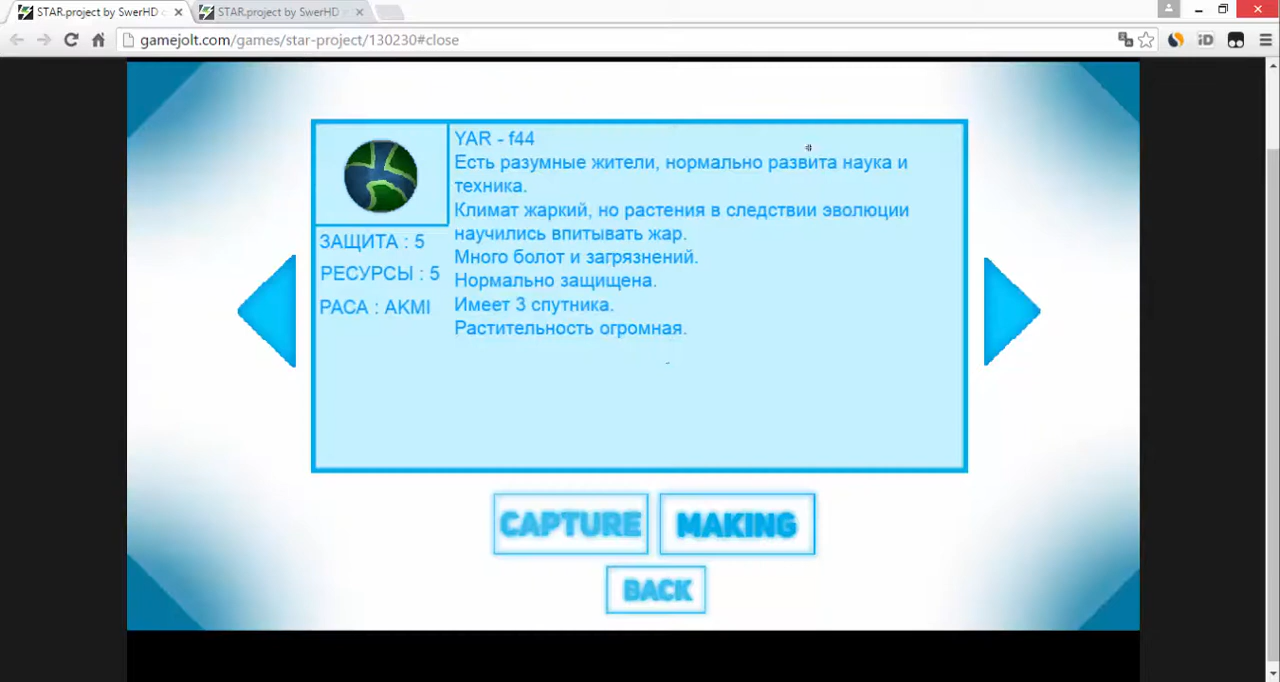 STAR.project by SwerHD
STAR.project by SwerHD
gamejolt.com/games/star-project/130230#close
YAR - f44
Есть разумные жители, нормально развита наука и
техника.
Климат жаркий, но растения в следствии эволюции
научились впитывать жар.
Много болот и загрязнений.
Нормально защищена.
Имеет 3 спутника.
Растительность огромная.
ЗАЩИТА : 5
РЕСУРСЫ : 5
РАСА : AKMI
CAPTURE
MAKING
BACK